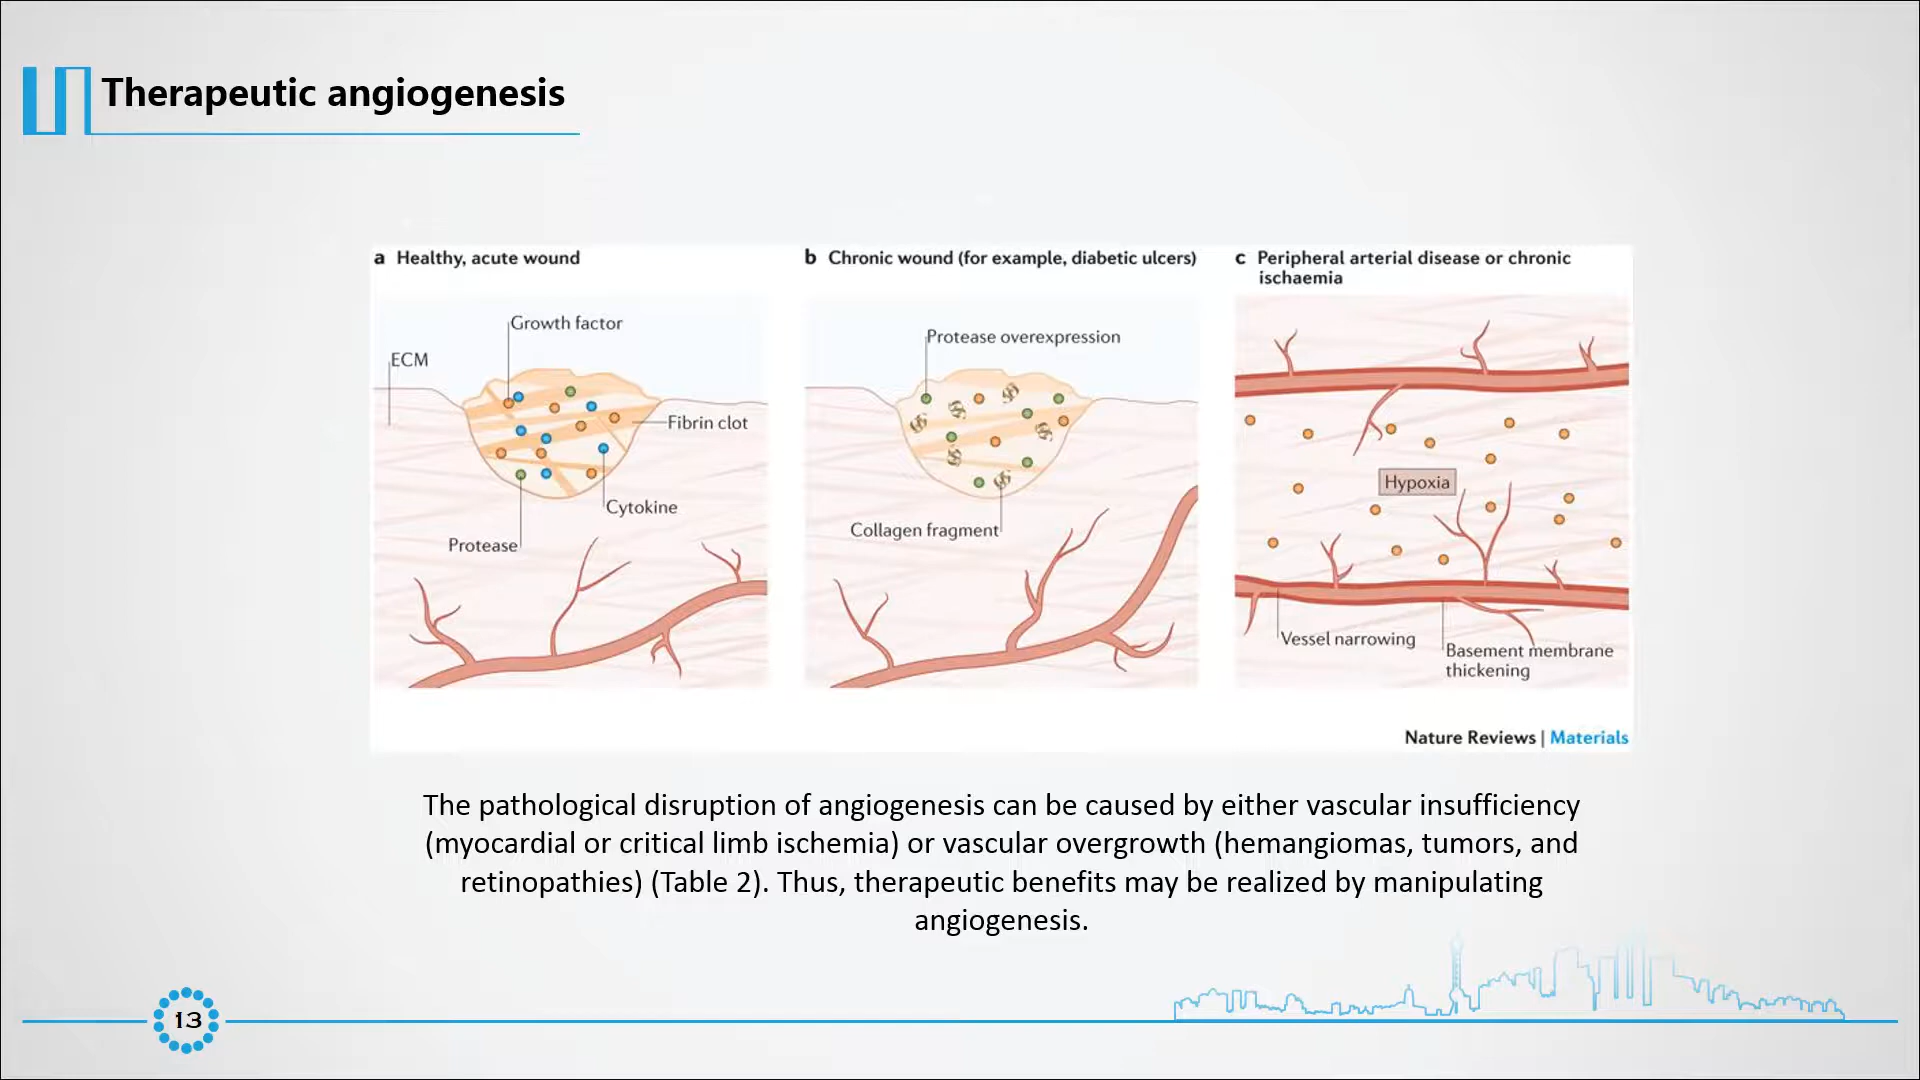 Therapeutic angiogenesis
a Healthy, acute wound
Growth factor
ECM
Fibrin clot
Cytokine
Protease
b Chronic wound (for example, diabetic ulcers)
Protease overexpression
Collagen fragment
c Peripheral arterial disease or chronic
ischaemia
Hypoxia
Vessel narrowing
Basement membrane
thickening
Nature Reviews | Materials
The pathological disruption of angiogenesis can be caused by either vascular insufficiency
(myocardial or critical limb ischemia) or vascular overgrowth (hemangiomas, tumors, and
retinopathies) (Table 2). Thus, therapeutic benefits may be realized by manipulating
angiogenesis.
13